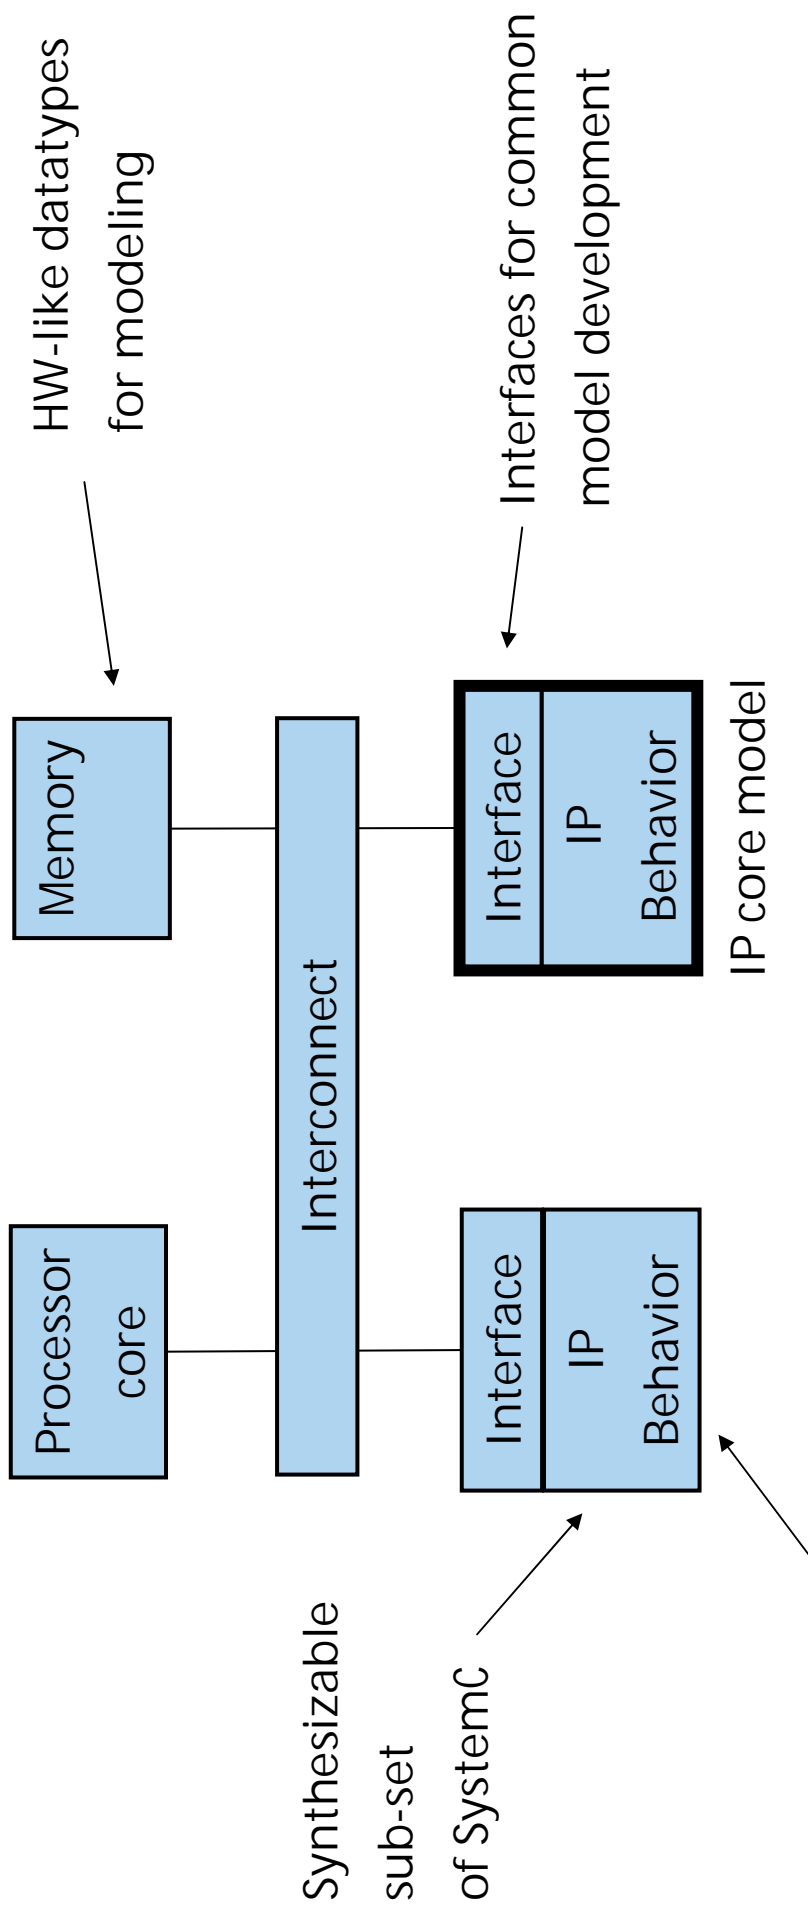 Processor
core
Memory
HW-like datatypes
for modeling
Interconnect
Synthesizable
sub-set
of SystemC
Interface
IP
Behavior
Interface
IP
Behavior
IP core model
Interfaces for common
model development